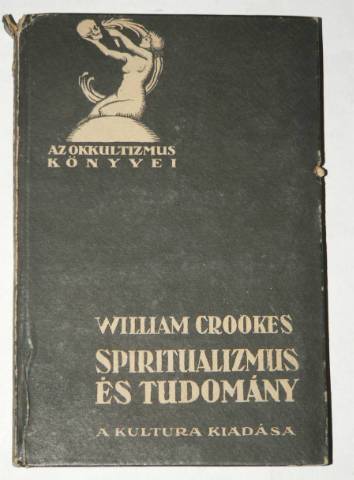 AZ OKKULTIZMUS
KÖNYVEI
WILLIAM CROOKES
SPIRITUALIZMUS
ÉS TUDOMÁNY
A KULTURA KIADÁSA